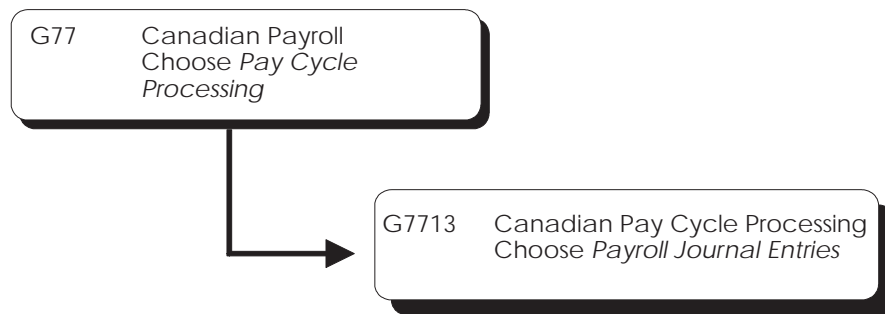 G77 Canadian Payroll
Choose Pay Cycle
Processing
G7713 Canadian Pay Cycle Processing
Choose Payroll Journal Entries